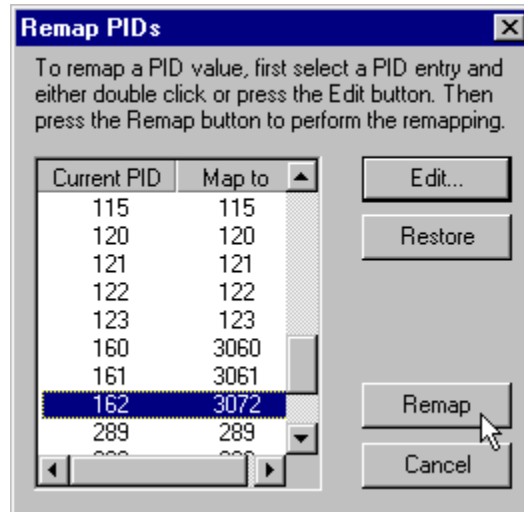 Remap PIDs
To remap a PID value, first select a PID entry and
either double click or press the Edit button. Then
press the Remap button to perform the remapping.
Current PID Map to
115 115
120 120
121 121
122 122
123 123
160 3060
161 3061
162 3072
289 289
Edit...
Restore
Remap
Cancel